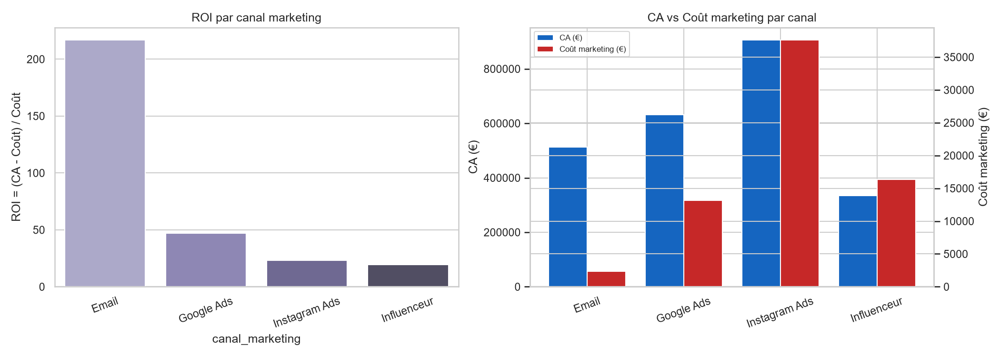 ROI par canal marketing
ROI = (CA - Coût) / Coût
200
150
100
50
0
Email
Google Ads
Instagram Ads
Influenceur
canal_marketing
CA vs Coût marketing par canal
CA (€)
Coût marketing (€)
CA (€)
800000
600000
400000
200000
0
35000
30000
25000
20000
15000
10000
5000
0
Coût marketing (€)
Email
Google Ads
Instagram Ads
Influenceur